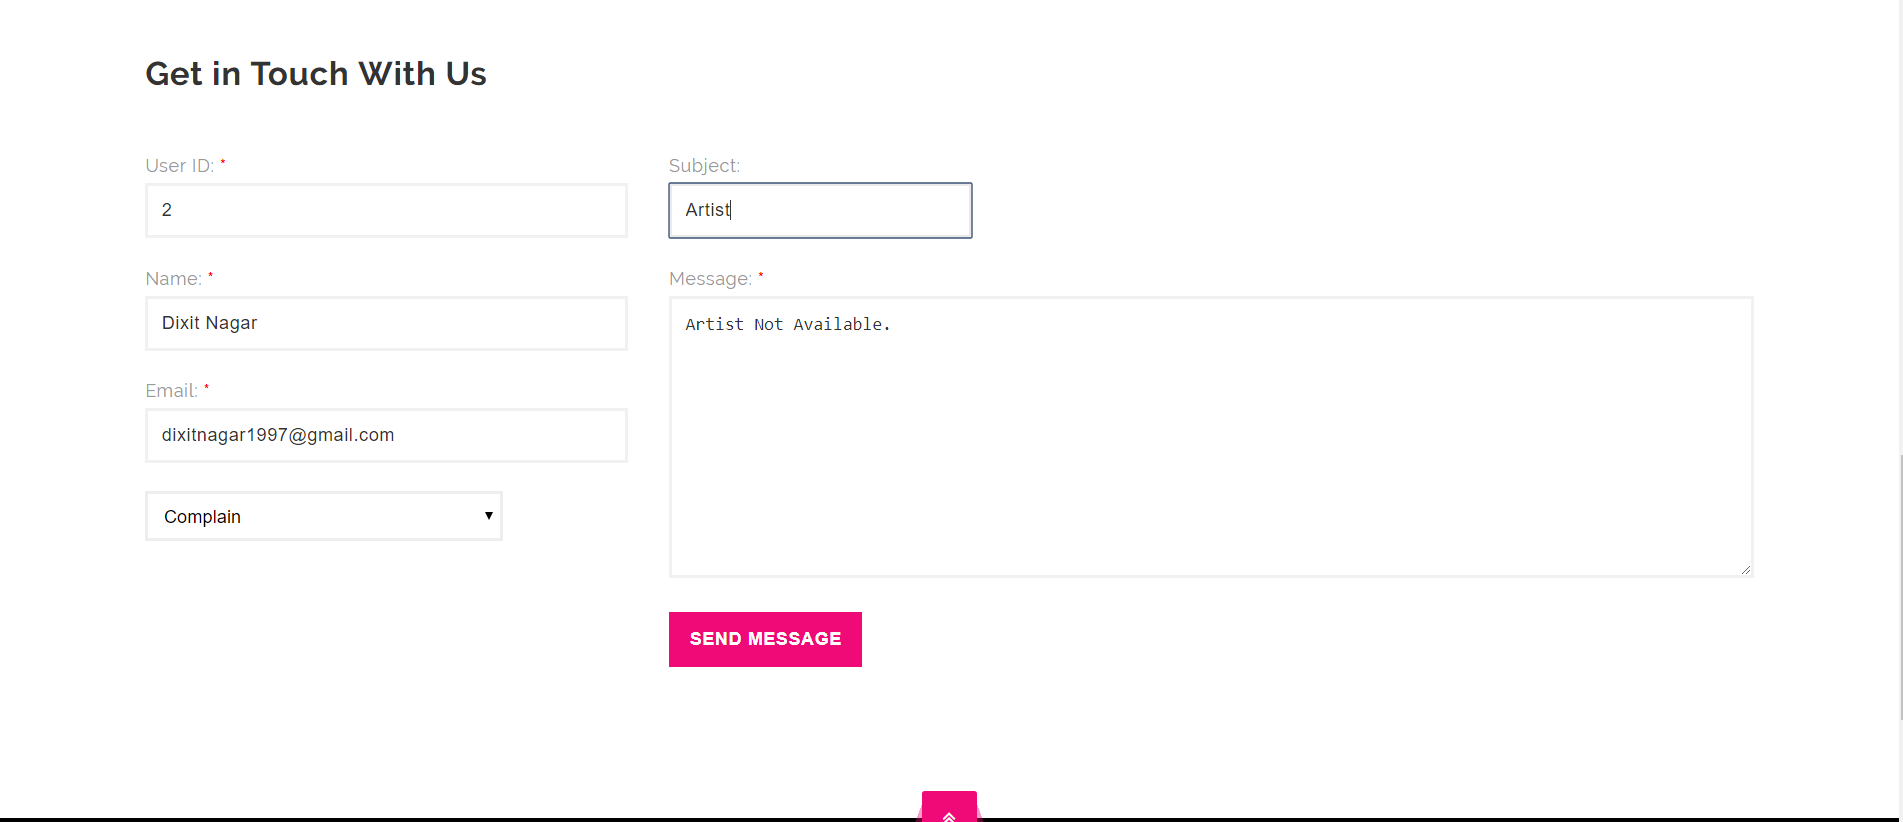 Get in Touch With Us
User ID: *
2
Name: *
Dixit Nagar
Email: *
dixitnagar1997@gmail.com
Complain
Subject:
Artist
Message: *
Artist Not Available.
SEND MESSAGE